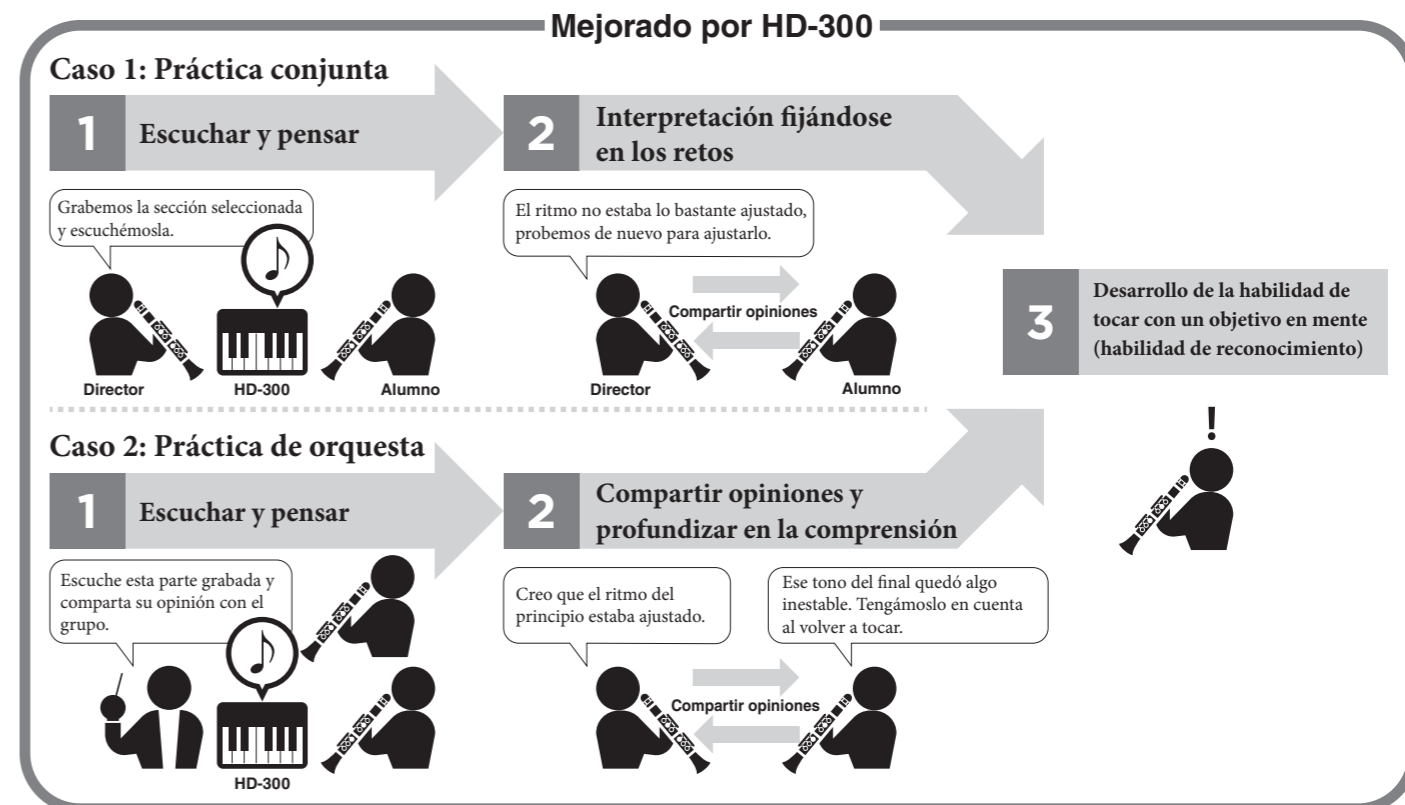 Mejorado por HD-300
Caso 1: Práctica conjunta
1
Escuchar y pensar
Grabemos la sección seleccionada
y escuchémosla.
Director
HD-300
Alumno
2
Interpretación fijándose
en los retos
El ritmo no estaba lo bastante ajustado,
probemos de nuevo para ajustarlo.
Compartir opiniones
Director
Alumno
Caso 2: Práctica de orquesta
1
Escuchar y pensar
Escuche esta parte grabada y
comparta su opinión con el
grupo.
HD-300
2
Compartir opiniones y
profundizar en la comprensión
Creo que el ritmo del
principio estaba ajustado.
Ese tono del final quedó algo
inestable. Tengámoslo en cuenta
al volver a tocar.
Compartir opiniones
3
Desarrollo de la habilidad de
tocar con un objetivo en mente
(habilidad de reconocimiento)
!